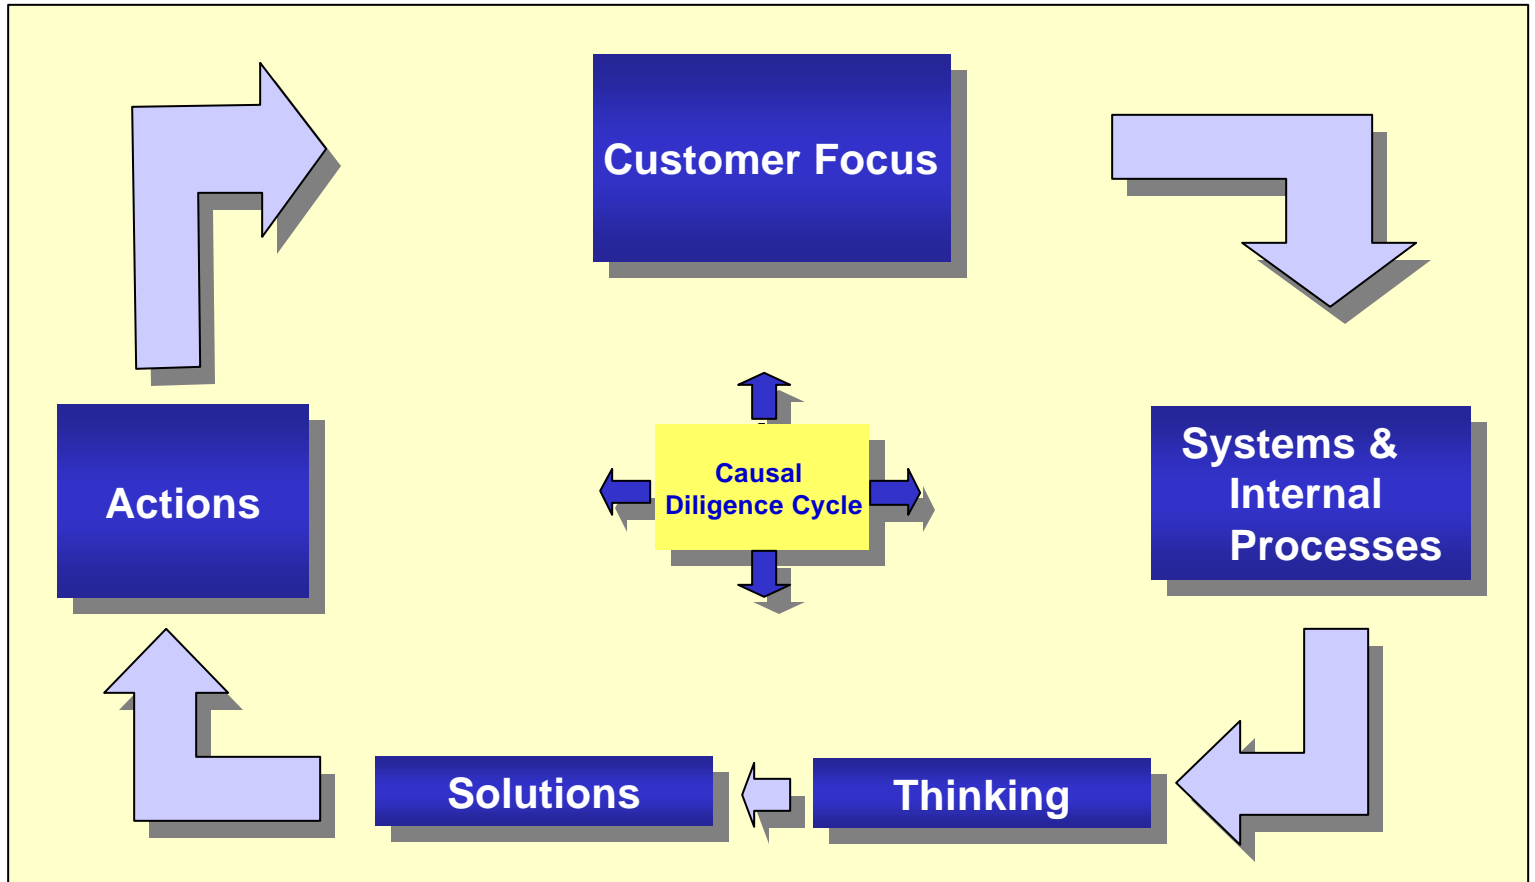 Customer Focus
Systems &
Internal
Processes
Causal
Diligence Cycle
Actions
Solutions
Thinking